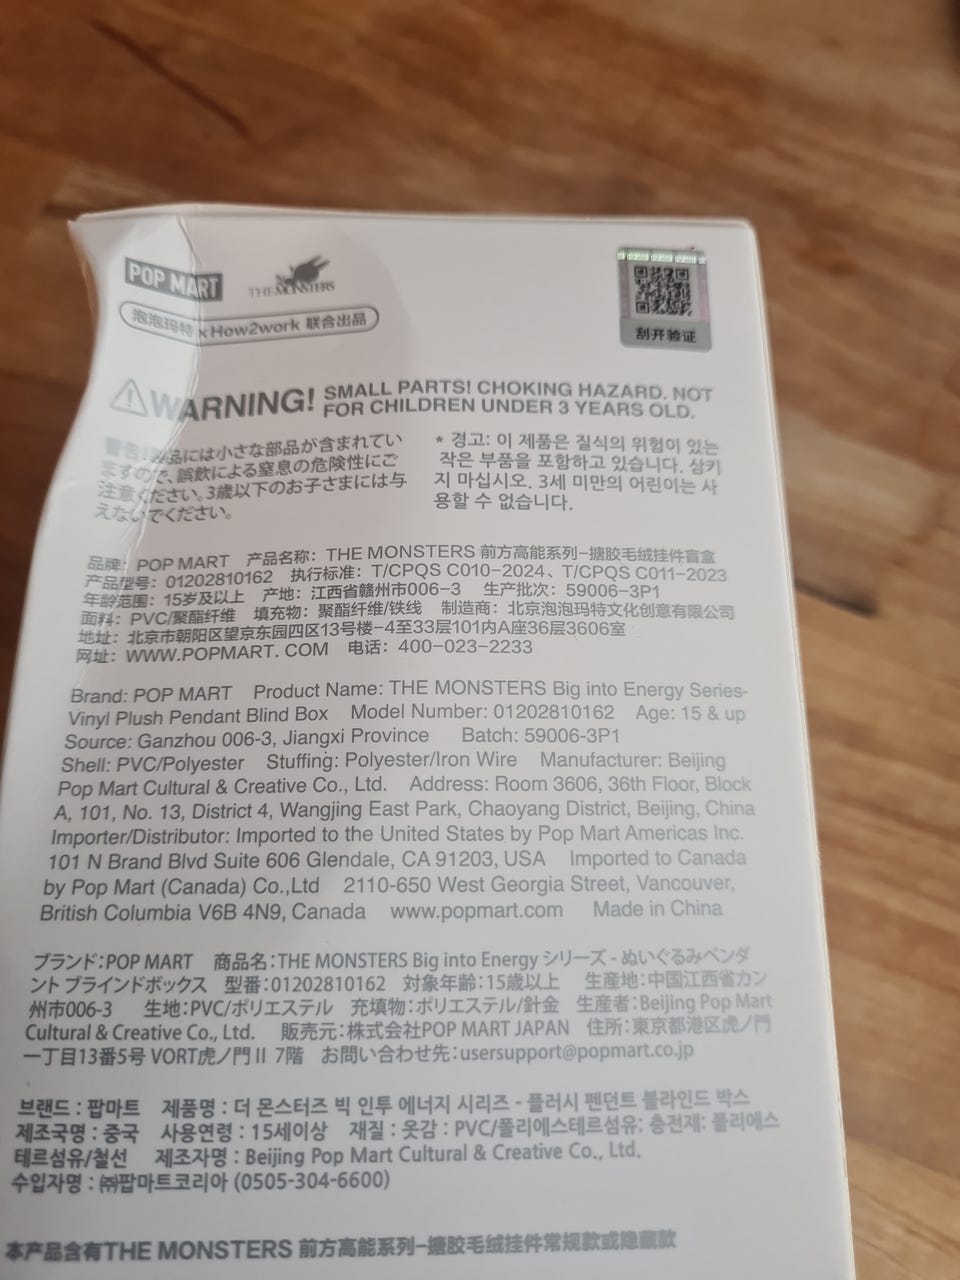 POP MART
THE MONSTERS
泡泡玛特 x How2work 联合出品
刮开验证
WARNING! SMALL PARTS! CHOKING HAZARD. NOT
FOR CHILDREN UNDER 3 YEARS OLD.
警告!製品には小さな部品が含まれてい
ますので、誤飲による窒息の危険性にご
注意ください。3歳以下のお子さまには与
えないでください。
* 경고: 이 제품은 질식의 위험이 있는
작은 부품을 포함하고 있습니다. 삼키
지 마십시오. 3세 미만의 어린이는 사
용할 수 없습니다.
品牌: POP MART 产品名称: THE MONSTERS 前方高能系列-搪胶毛绒挂件盲盒
产品型号: 01202810162 执行标准: T/CPQS C010-2024、T/CPQS C011-2023
年龄范围: 15岁及以上 产地: 江西省赣州市006-3 生产批次: 59006-3P1
面料: PVC/聚酯纤维 填充物: 聚酯纤维/铁线 制造商: 北京泡泡玛特文化创意有限公司
地址: 北京市朝阳区望京东园四区13号楼-4至33层101内A座36层3606室
网址: WWW.POPMART. COM 电话: 400-023-2233
Brand: POP MART Product Name: THE MONSTERS Big into Energy Series-
Vinyl Plush Pendant Blind Box Model Number: 01202810162 Age: 15 & up
Source: Ganzhou 006-3, Jiangxi Province Batch: 59006-3P1
Shell: PVC/Polyester Stuffing: Polyester/Iron Wire Manufacturer: Beijing
Pop Mart Cultural & Creative Co., Ltd. Address: Room 3606, 36th Floor, Block
A, 101, No. 13, District 4, Wangjing East Park, Chaoyang District, Beijing, China
Importer/Distributor: Imported to the United States by Pop Mart Americas Inc.
101 N Brand Blvd Suite 606 Glendale, CA 91203, USA Imported to Canada
by Pop Mart (Canada) Co.,Ltd 2110-650 West Georgia Street, Vancouver,
British Columbia V6B 4N9, Canada www.popmart.com Made in China
ブランド:POP MART 商品名:THE MONSTERS Big into Energy シリーズ - ぬいぐるみペンダ
ント ブラインドボックス 型番:01202810162 対象年齢:15歳以上 生産地:中国江西省カン
州市006-3 生地:PVC/ポリエステル 充填物:ポリエステル/針金 生産者:Beijing Pop Mart
Cultural & Creative Co., Ltd. 販売元:株式会社POP MART JAPAN 住所:東京都港区虎ノ門
一丁目13番5号 VORT虎ノ門 II 7階 お問い合わせ先:usersupport@popmart.co.jp
브랜드 : 팝마트 제품명 : 더 몬스터즈 빅 인투 에너지 시리즈 - 플러시 펜던트 블라인드 박스
제조국명 : 중국 사용연령 : 15세이상 재질 : 옷감 : PVC/폴리에스테르섬유; 충전재: 폴리에스
테르섬유/철선 제조자명 : Beijing Pop Mart Cultural & Creative Co., Ltd.
수입자명 : ㈜팝마트코리아 (0505-304-6600)
本产品含有THE MONSTERS 前方高能系列-搪胶毛绒挂件常规款或隐藏款